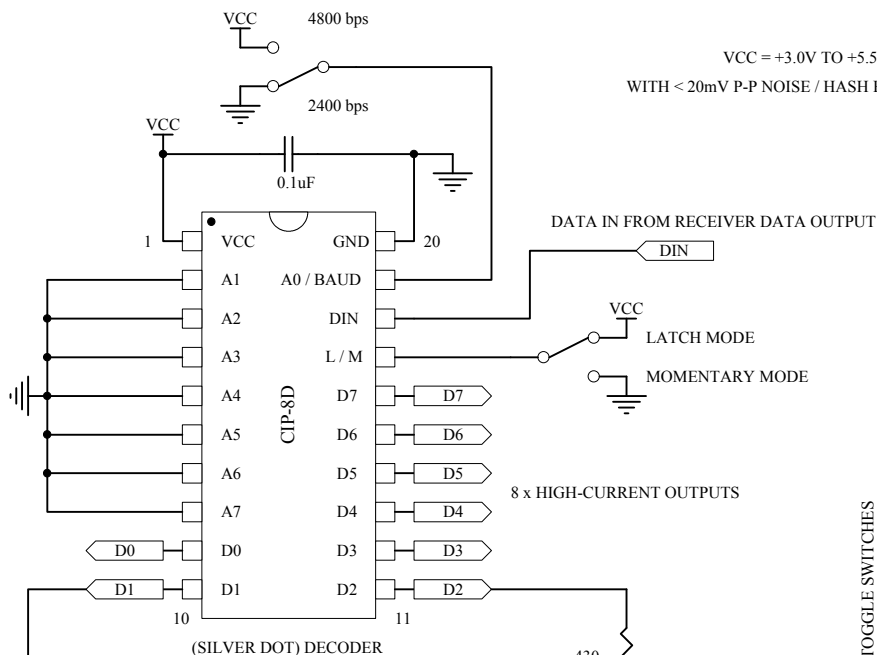 VCC
4800 bps
VCC = +3.0V TO +5.5
WITH < 20mV P-P NOISE / HASH
2400 bps
VCC
0.1uF
DATA IN FROM RECEIVER DATA OUTPUT
1 VCC GND 20
DIN
A1 A0 / BAUD
A2 DIN
VCC
LATCH MODE
A3 L / M
MOMENTARY MODE
A4 D7 D7
CIP-8D
A5 D6 D6
A6 D5 D5
8 x HIGH-CURRENT OUTPUTS
A7 D4 D4
D0 D0 D3 D3
D1 D1 D2 D2
10 11
(SILVER DOT) DECODER
TOGGLE SWITCHES